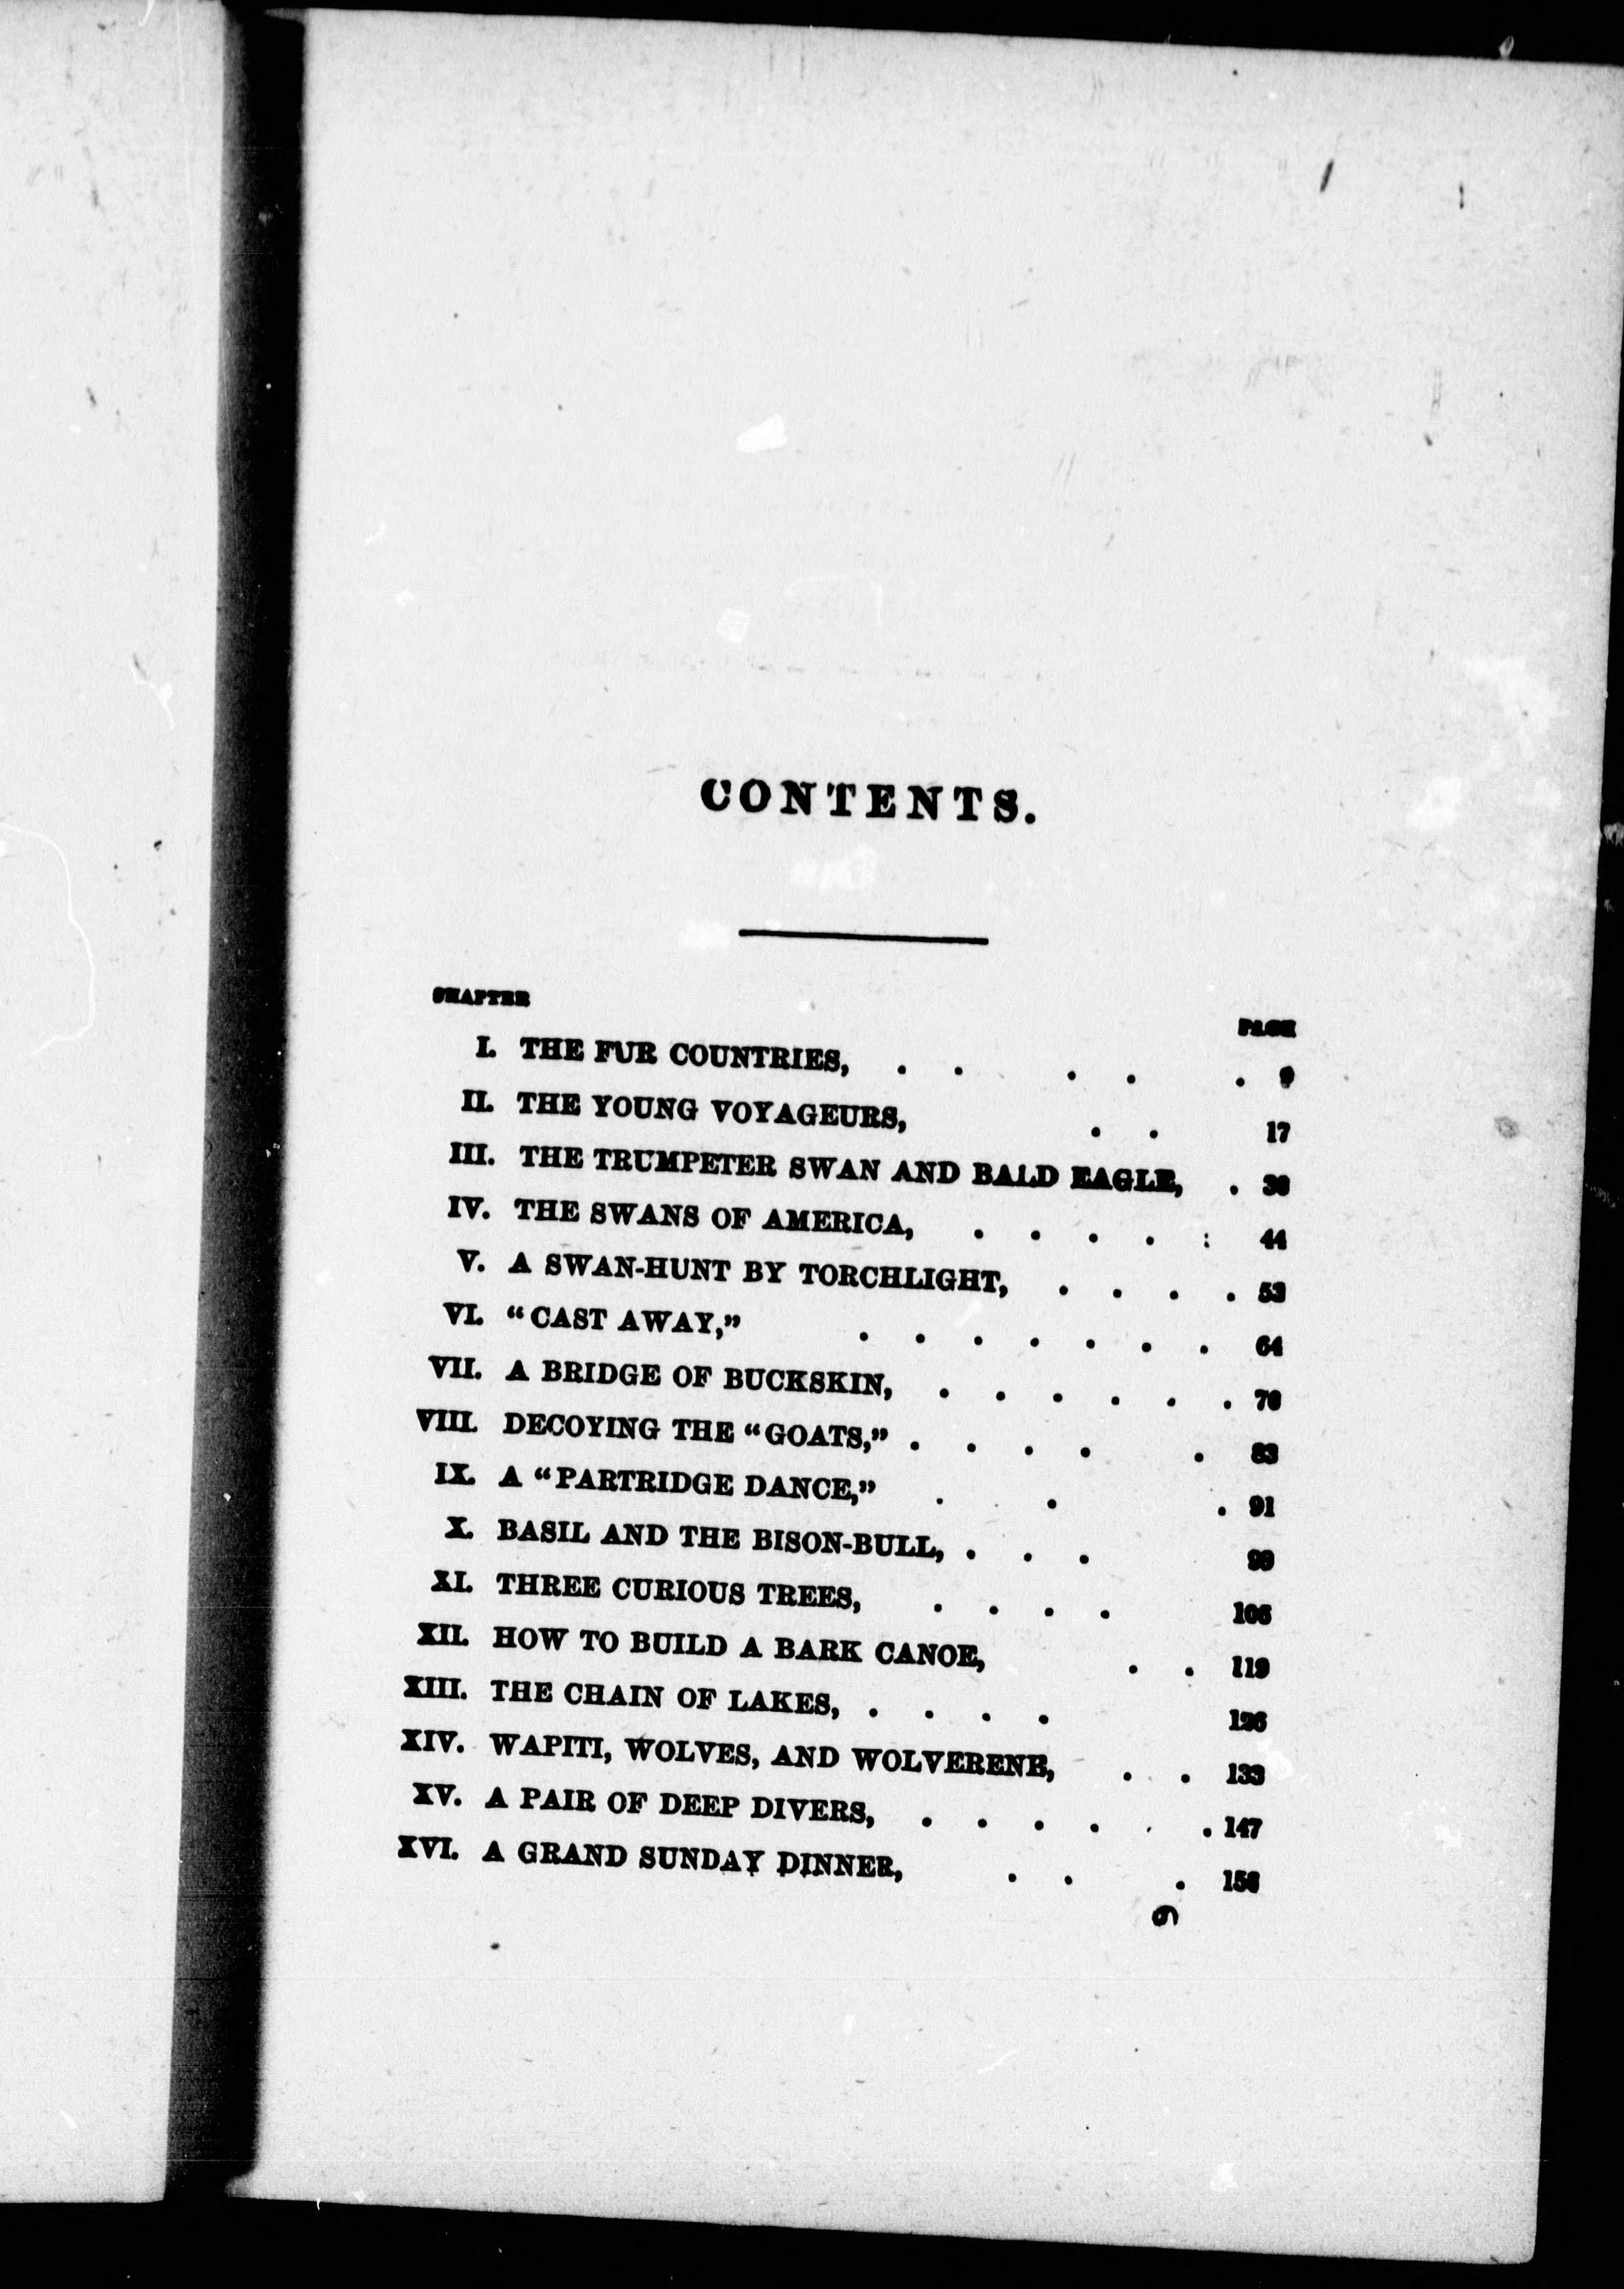 CONTENTS.
CHAPTER PAGE
I. THE FUR COUNTRIES, . . . . . 9
II. THE YOUNG VOYAGEURS, . . 17
III. THE TRUMPETER SWAN AND BALD EAGLE, .
IV. THE SWANS OF AMERICA, . . . . : 44
V. A SWAN-HUNT BY TORCHLIGHT, . . . . 53
VI. “CAST AWAY,” . . . . . . . 64
VII. A BRIDGE OF BUCKSKIN, . . . . . .
VIII. DECOYING THE “GOATS,” . . . . . 83
IX. A “PARTRIDGE DANCE,” . . . 91
X. BASIL AND THE BISON-BULL, . . . 99
XI. THREE CURIOUS TREES, . . . .
XII. HOW TO BUILD A BARK CANOE, . . 119
XIII. THE CHAIN OF LAKES, . . . . 126
XIV. WAPITI, WOLVES, AND WOLVERENE, . . 133
XV. A PAIR OF DEEP DIVERS, . . . . . 147
XVI. A GRAND SUNDAY DINNER, . . .